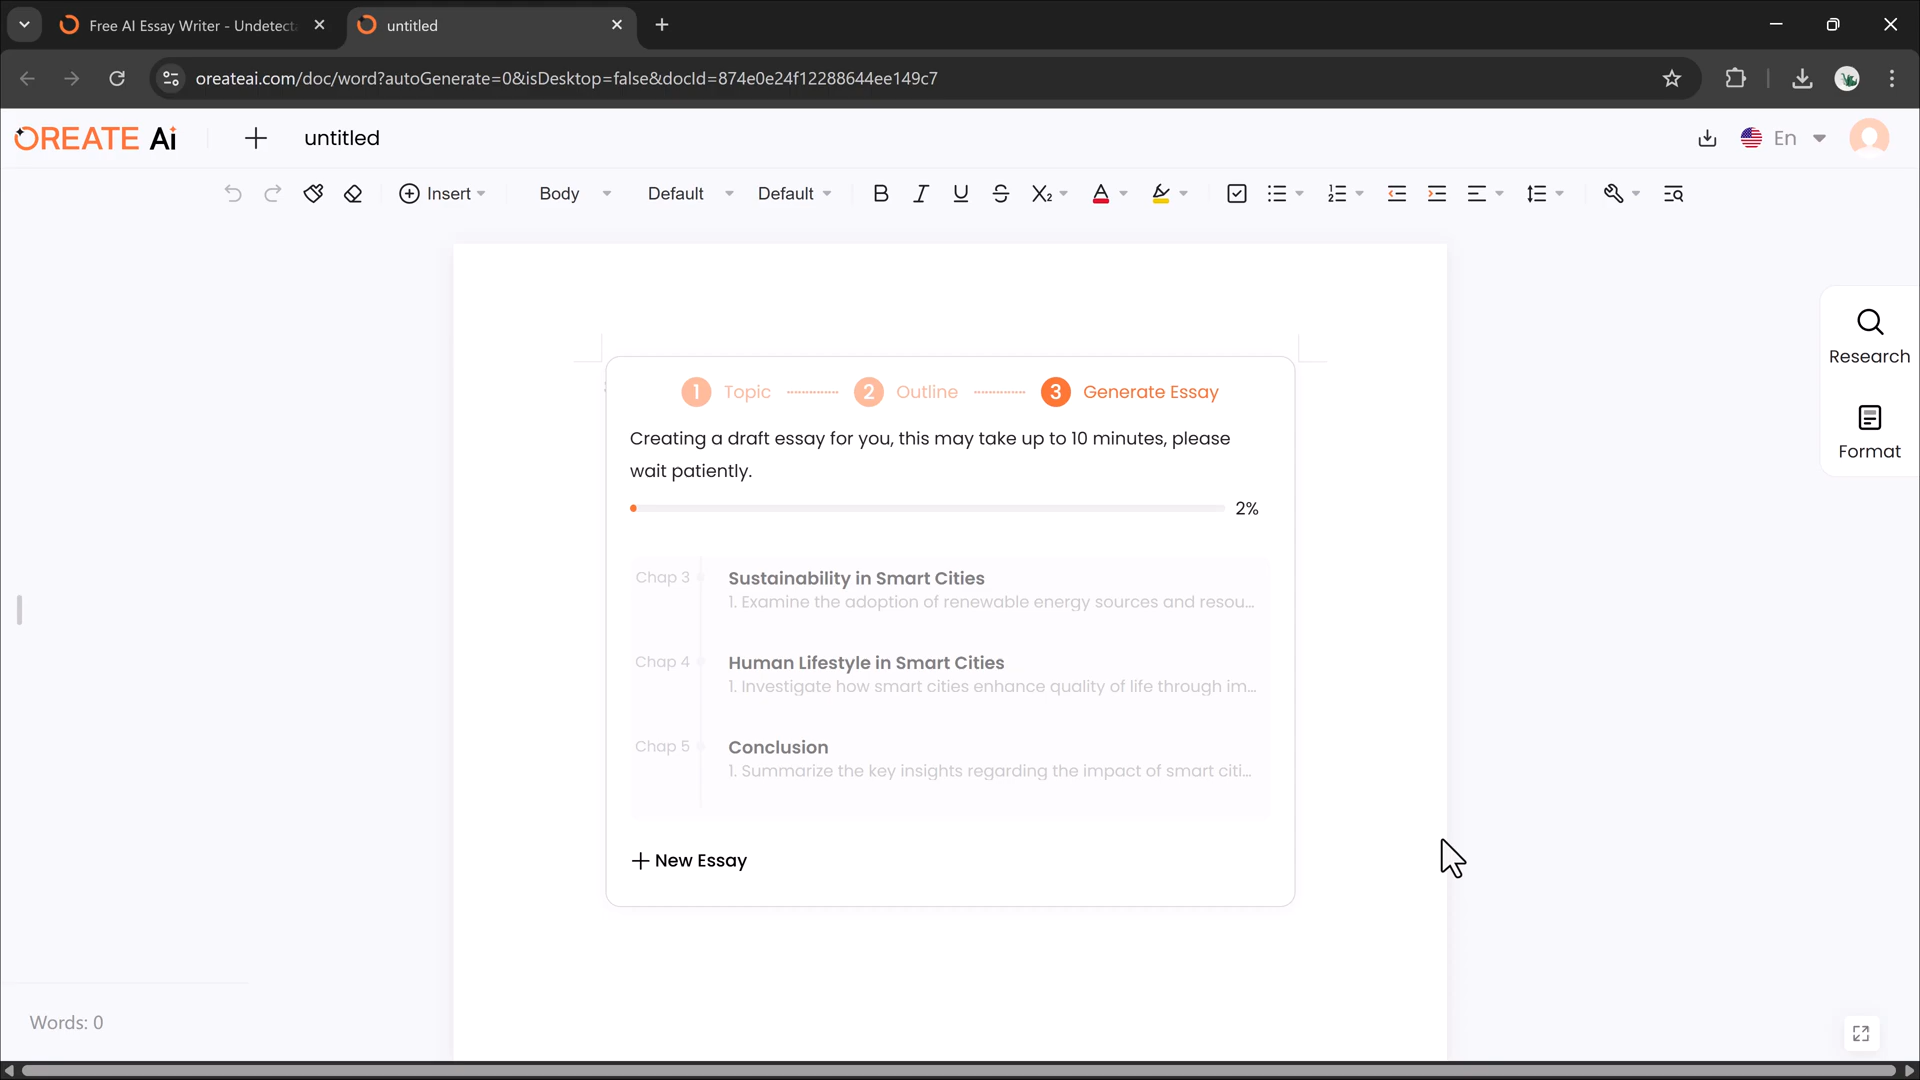 Free AI Essay Writer - Undetecta
untitled
oreateai.com/doc/word?autoGenerate=0&isDesktop=false&docId=874e0e24f12288644ee149c7
OREATE Ai
untitled
En
Insert
Body
Default
Default
B I U S X₂ A
Research
Format
1 Topic
2 Outline
3 Generate Essay
Creating a draft essay for you, this may take up to 10 minutes, please
wait patiently.
2%
Chap 3
Sustainability in Smart Cities
1. Examine the adoption of renewable energy sources and resou...
Chap 4
Human Lifestyle in Smart Cities
1. Investigate how smart cities enhance quality of life through im...
Chap 5
Conclusion
1. Summarize the key insights regarding the impact of smart citi...
New Essay
Words: 0